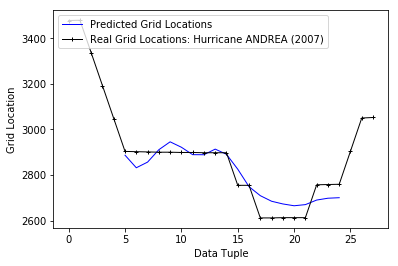 Predicted Grid Locations
Real Grid Locations: Hurricane ANDREA (2007)
3400
3200
3000
2800
2600
Grid Location
0
5
10
15
20
25
Data Tuple